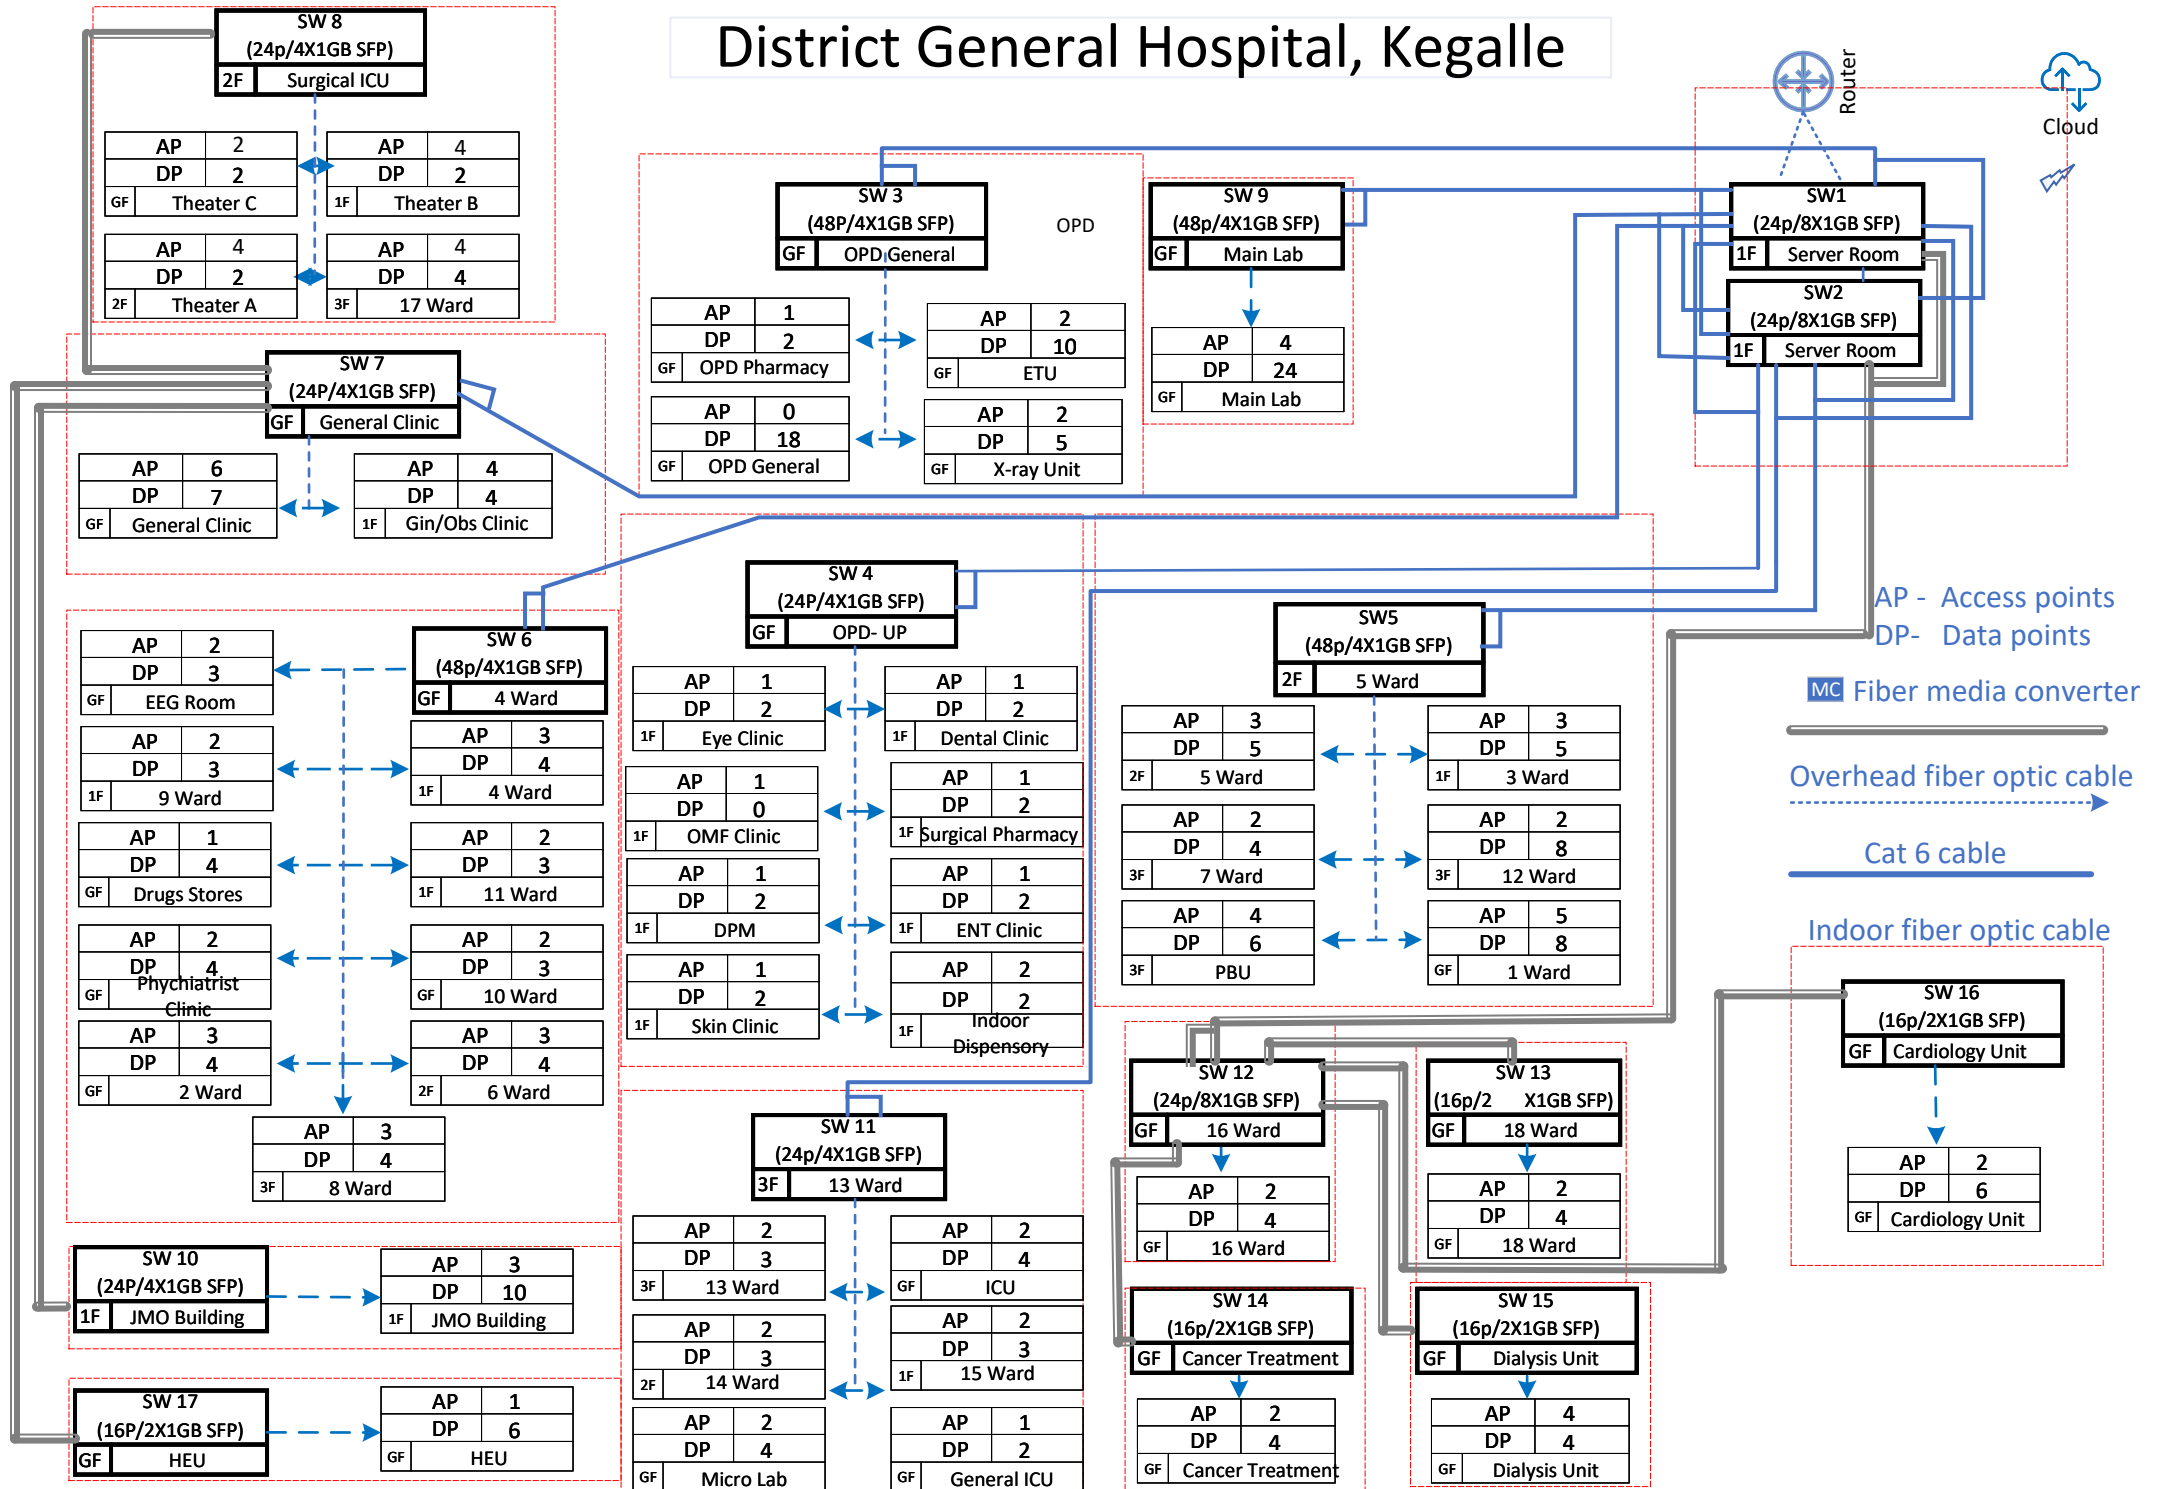 District General Hospital, Kegalle
SW 8
(24p/4X1GB SFP)
2F Surgical ICU
AP 2
DP 2
GF Theater C
AP 4
DP 2
1F Theater B
AP 4
DP 2
2F Theater A
AP 4
DP 4
3F 17 Ward
SW 7
(24P/4X1GB SFP)
GF General Clinic
AP 6
DP 7
GF General Clinic
AP 4
DP 4
1F Gin/Obs Clinic
SW 3
(48P/4X1GB SFP)
GF OPD General
OPD
AP 1
DP 2
GF OPD Pharmacy
AP 2
DP 10
GF ETU
AP 0
DP 18
GF OPD General
AP 2
DP 5
GF X-ray Unit
SW 9
(48p/4X1GB SFP)
GF Main Lab
AP 4
DP 24
GF Main Lab
Router
Cloud
SW1
(24p/8X1GB SFP)
1F Server Room
SW2
(24p/8X1GB SFP)
1F Server Room
SW 6
(48p/4X1GB SFP)
GF 4 Ward
AP 2
DP 3
GF EEG Room
AP 2
DP 3
1F 9 Ward
AP 3
DP 4
1F 4 Ward
AP 1
DP 4
GF Drugs Stores
AP 2
DP 3
1F 11 Ward
AP 2
DP 4
GF Phychiatrist
Clinic
AP 2
DP 3
GF 10 Ward
AP 3
DP 4
GF 2 Ward
AP 3
DP 4
2F 6 Ward
AP 3
DP 4
3F 8 Ward
SW 4
(24P/4X1GB SFP)
GF OPD- UP
AP 1
DP 2
1F Eye Clinic
AP 1
DP 2
1F Dental Clinic
AP 1
DP 0
1F OMF Clinic
AP 1
DP 2
1F Surgical Pharmacy
AP 1
DP 2
1F DPM
AP 1
DP 2
1F ENT Clinic
AP 1
DP 2
1F Skin Clinic
AP 2
DP 2
1F Indoor
Dispensory
SW5
(48p/4X1GB SFP)
2F 5 Ward
AP 3
DP 5
2F 5 Ward
AP 3
DP 5
1F 3 Ward
AP 2
DP 4
3F 7 Ward
AP 2
DP 8
3F 12 Ward
AP 4
DP 6
3F PBU
AP 5
DP 8
GF 1 Ward
AP - Access points
DP- Data points
MC Fiber media converter
Overhead fiber optic cable
Cat 6 cable
Indoor fiber optic cable
SW 16
(16p/2X1GB SFP)
GF Cardiology Unit
AP 2
DP 6
GF Cardiology Unit
SW 10
(24P/4X1GB SFP)
1F JMO Building
AP 3
DP 10
1F JMO Building
SW 17
(16P/2X1GB SFP)
GF HEU
AP 1
DP 6
GF HEU
SW 11
(24p/4X1GB SFP)
3F 13 Ward
AP 2
DP 3
3F 13 Ward
AP 2
DP 4
GF ICU
AP 2
DP 3
2F 14 Ward
AP 2
DP 3
1F 15 Ward
AP 2
DP 4
GF Micro Lab
AP 1
DP 2
GF General ICU
SW 12
(24p/8X1GB SFP)
GF 16 Ward
AP 2
DP 4
GF 16 Ward
SW 13
(16p/2 X1GB SFP)
GF 18 Ward
AP 2
DP 4
GF 18 Ward
SW 14
(16p/2X1GB SFP)
GF Cancer Treatment
AP 2
DP 4
GF Cancer Treatment
SW 15
(16p/2X1GB SFP)
GF Dialysis Unit
AP 4
DP 4
GF Dialysis Unit